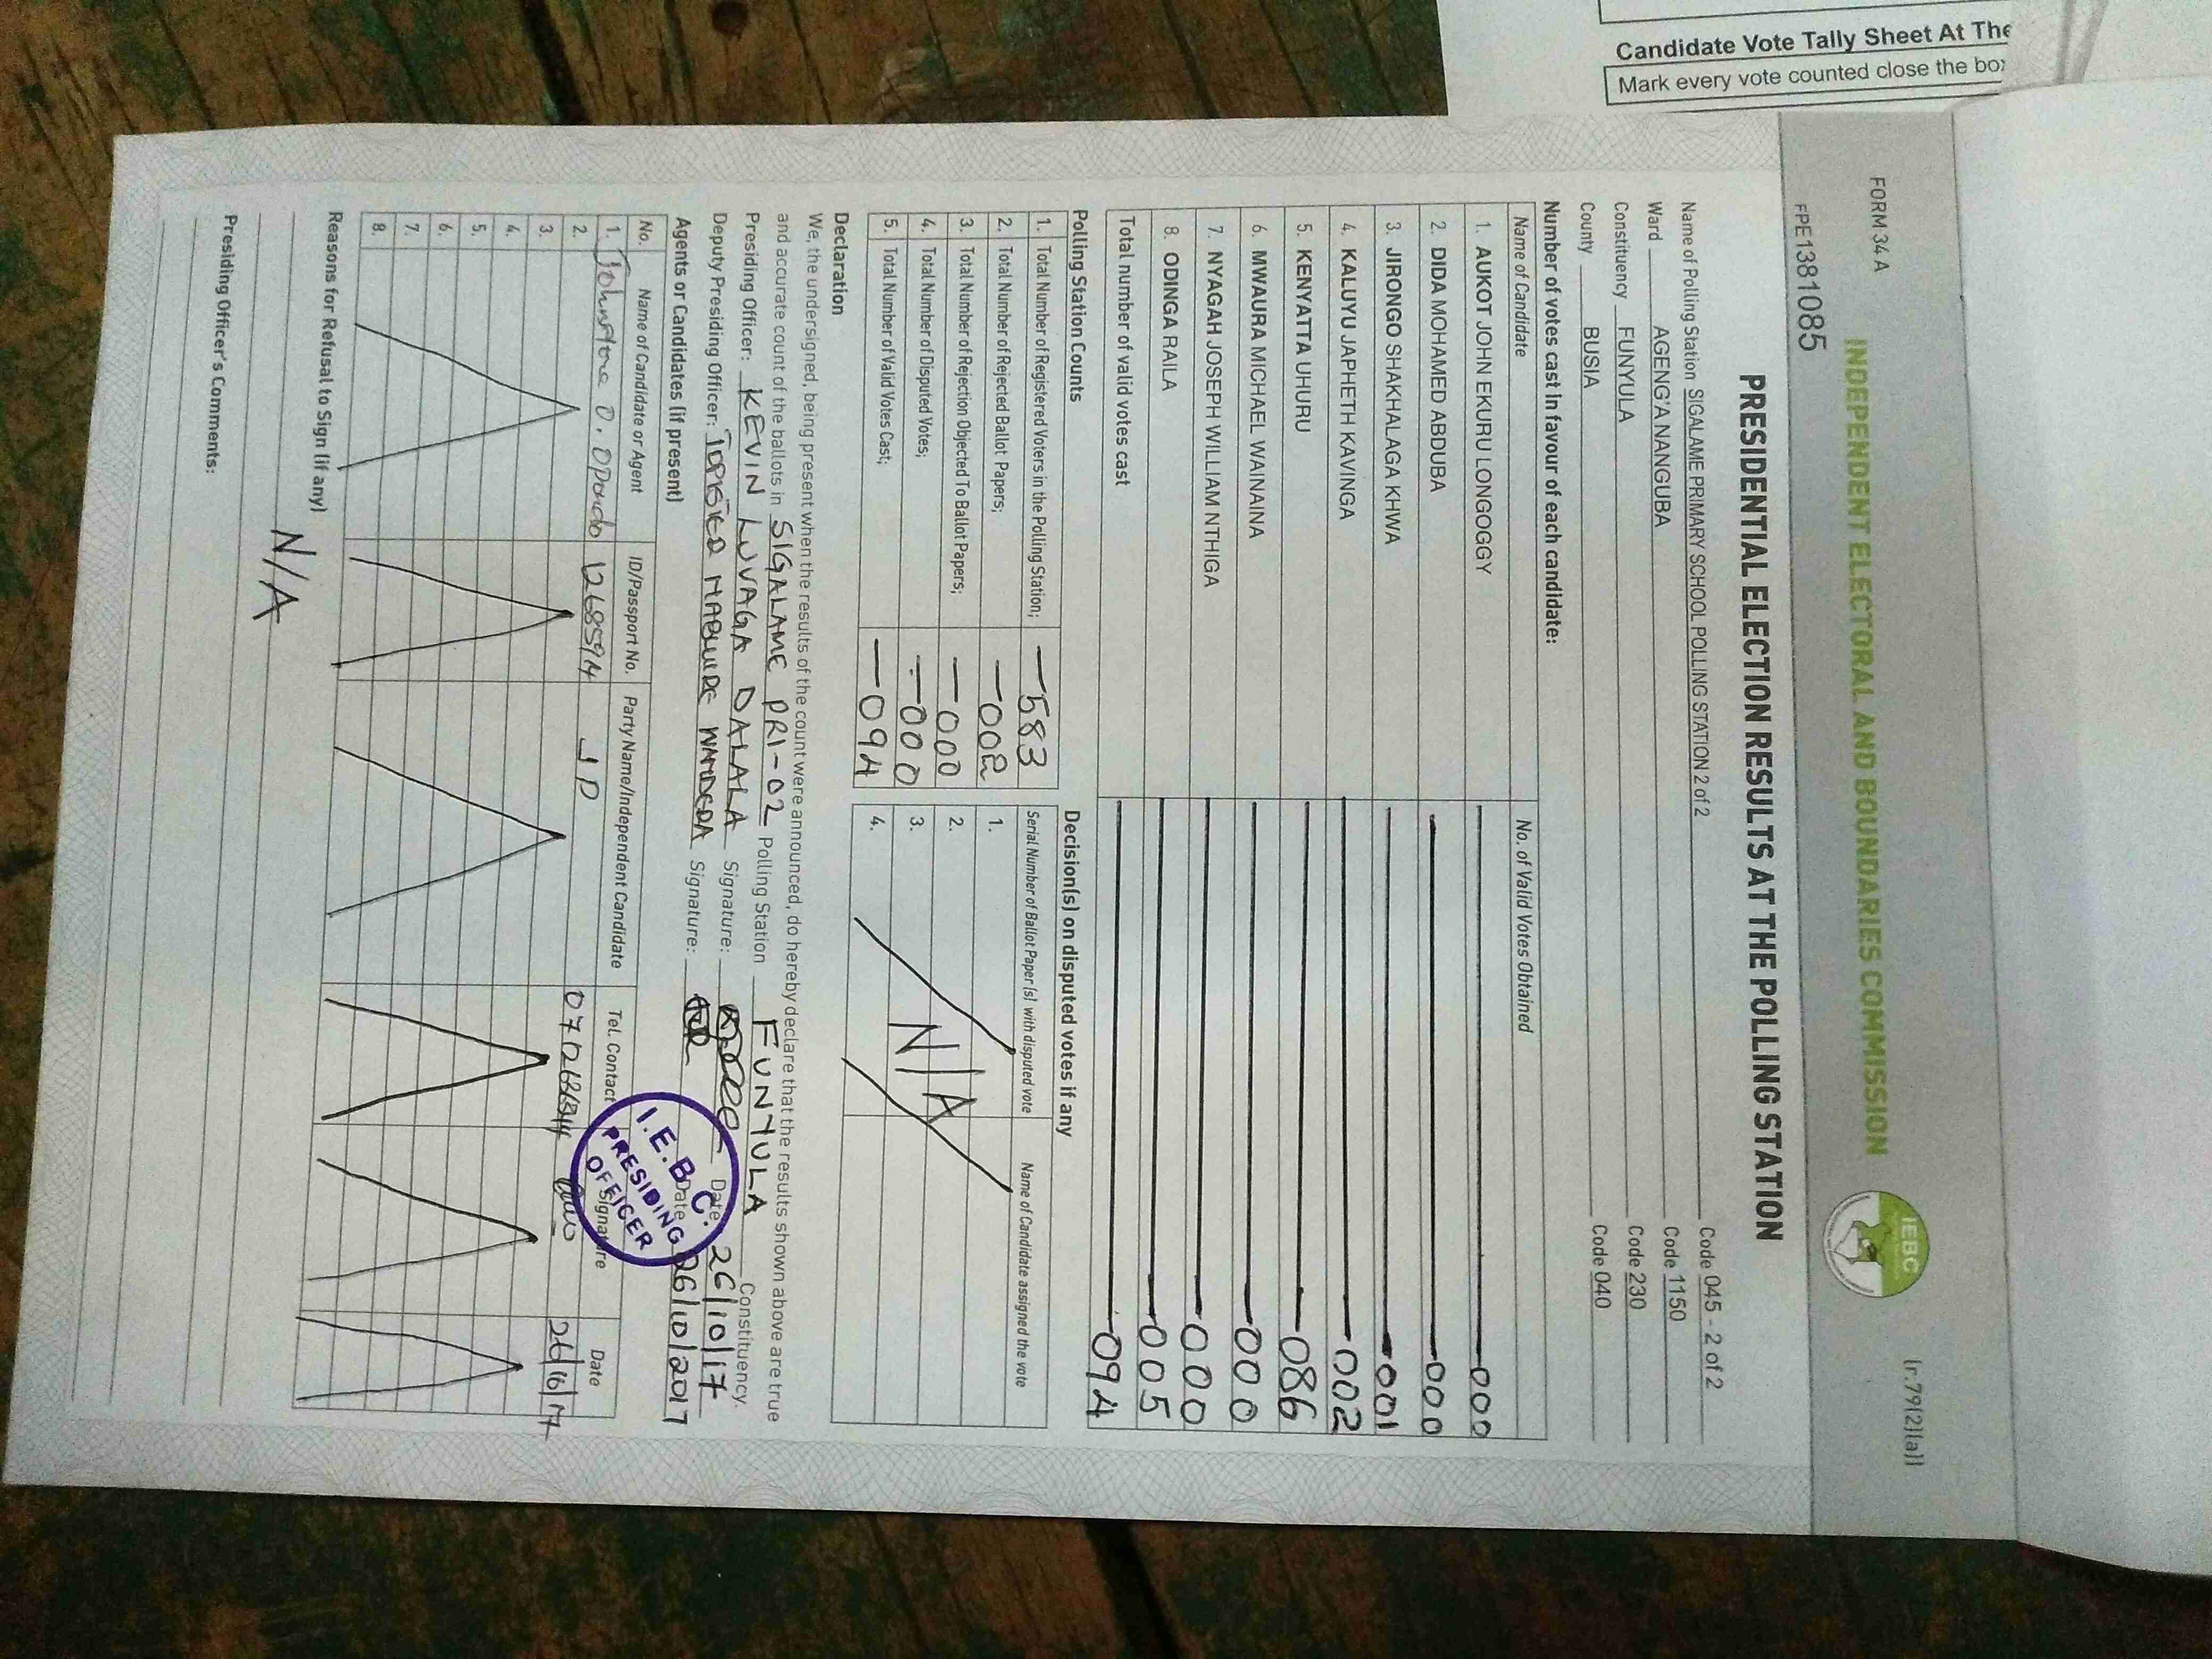 Candidate Vote Tally Sheet At The
Mark every vote counted close the box
FORM 34 A
(r.79(2)(a))
INDEPENDENT ELECTORAL AND BOUNDARIES COMMISSION
IEBC
FPE1381085
PRESIDENTIAL ELECTION RESULTS AT THE POLLING STATION
Name of Polling Station SIGALAME PRIMARY SCHOOL POLLING STATION 2 of 2 Code 045 - 2 of 2
Ward AGENG'A NANGUBA Code 1150
Constituency FUNYULA Code 230
County BUSIA Code 040
Number of votes cast in favour of each candidate:
Name of Candidate No. of Valid Votes Obtained
1. AUKOT JOHN EKURU LONGOGGY 000
2. DIDA MOHAMED ABDUBA 000
3. JIRONGO SHAKHALAGA KHWA 001
4. KALUYU JAPHETH KAVINGA 002
5. KENYATTA UHURU 086
6. MWAURA MICHAEL WAINAINA 000
7. NYAGAH JOSEPH WILLIAM NTHIGA 000
8. ODINGA RAILA 005
Total number of valid votes cast 094
Polling Station Counts
1. Total Number of Registered Voters in the Polling Station; 583
2. Total Number of Rejected Ballot Papers; 002
3. Total Number of Rejection Objected To Ballot Papers; 000
4. Total Number of Disputed Votes; 000
5. Total Number of Valid Votes Cast; 094
Decision(s) on disputed votes if any
Serial Number of Ballot Paper (s) with disputed vote Name of Candidate assigned the vote
1.
2.
3.
4.
N/A
Declaration
We, the undersigned, being present when the results of the count were announced, do hereby declare that the results shown above are true
and accurate count of the ballots in SIGALAME PRI-02 Polling Station FUNYULA Constituency.
Presiding Officer: KEVIN LUVAGA DALALA Signature: Date: 26/10/17
Deputy Presiding Officer: Signature: Date 26/10/2017
Agents or Candidates (if present)
No. Name of Candidate or Agent ID/Passport No. Party Name/Independent Candidate Tel. Contact Signature Date
1. Johnstone O. Opondo 12685914 JP 26/10/17
2.
3.
4.
5.
6.
7.
8.
I.E.B.C.
PRESIDING
OFFICER
Reasons for Refusal to Sign (if any)
N/A
Presiding Officer's Comments: